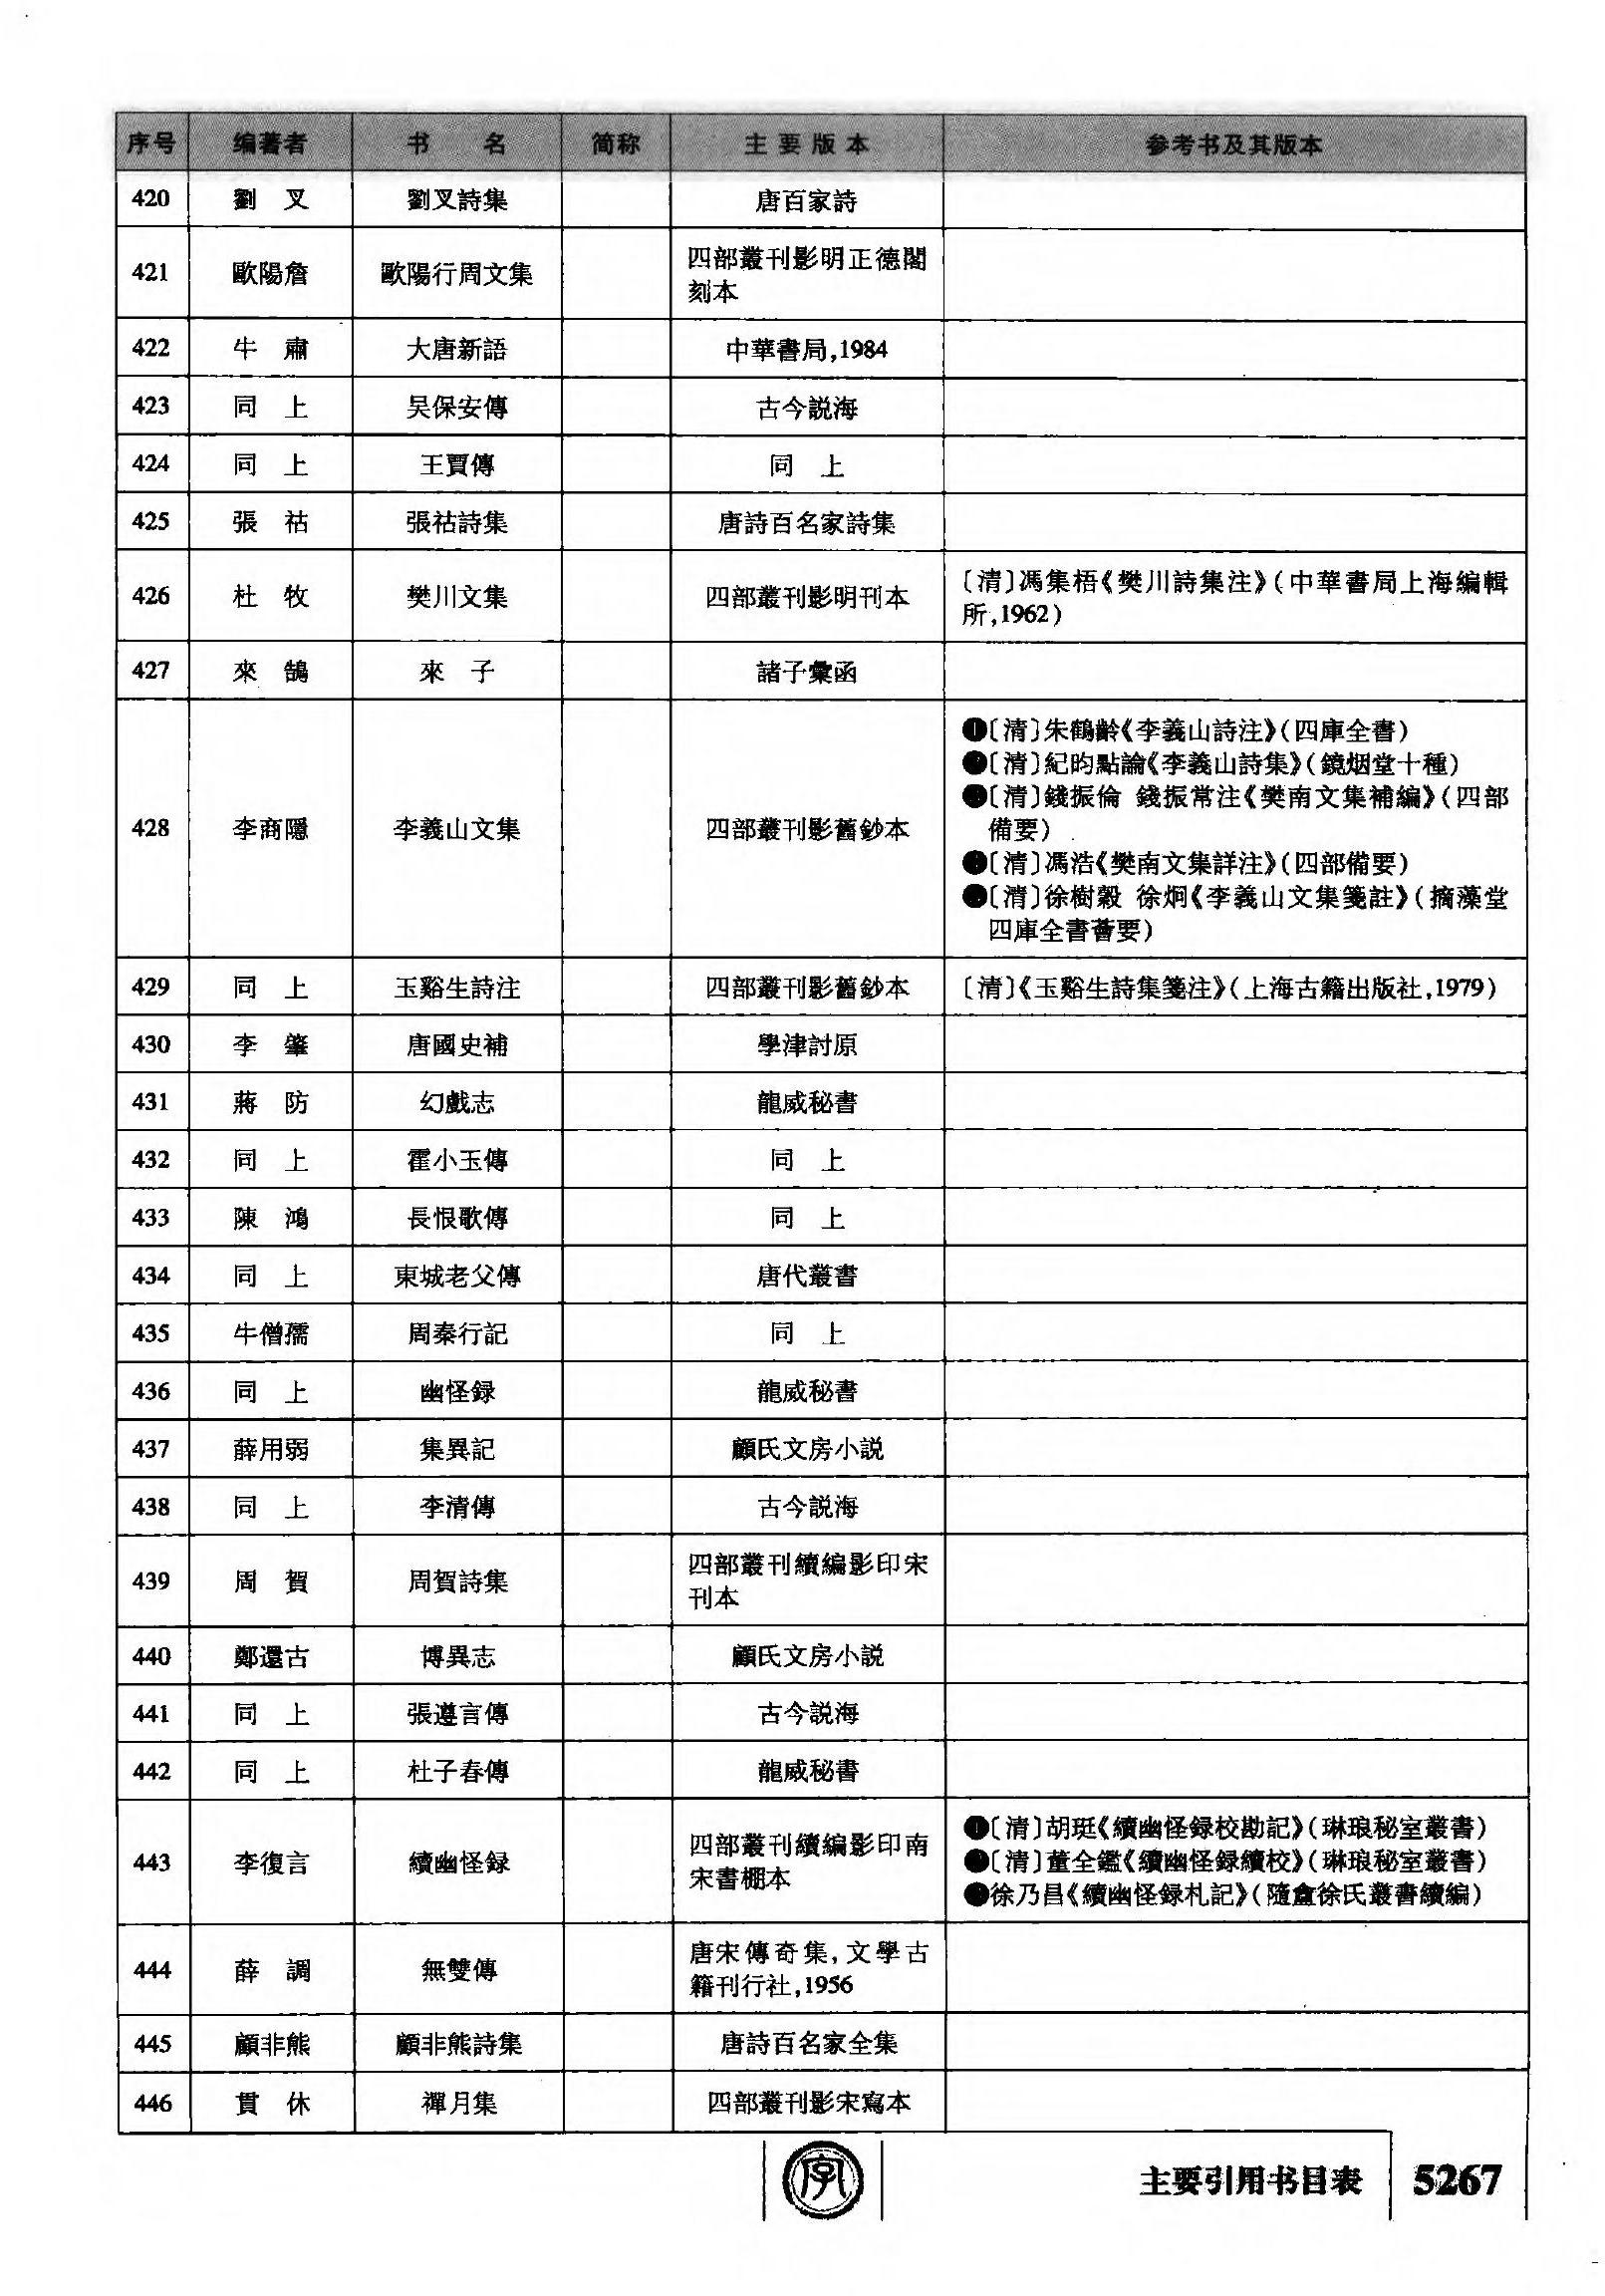 序号 编著者 书 名 简称 主要版本 参考书及其版本
420 劉 叉 劉叉詩集 唐百家詩
421 歐陽詹 歐陽行周文集 四部叢刊影明正德閣
刻本
422 牛 肅 大唐新語 中華書局,1984
423 同 上 吴保安傳 古今説海
424 同 上 王賈傳 同 上
425 張 祜 張祜詩集 唐詩百名家詩集
426 杜 牧 樊川文集 四部叢刊影明刊本 〔清〕馮集梧《樊川詩集注》(中華書局上海編輯
所,1962)
427 來 鵠 來 子 諸子彙函
428 李商隱 李義山文集 四部叢刊影舊鈔本 ❶〔清〕朱鶴齡《李義山詩注》(四庫全書)
❷〔清〕紀昀點論《李義山詩集》(鏡烟堂十種)
❸〔清〕錢振倫 錢振常注《樊南文集補編》(四部
備要)
❹〔清〕馮浩《樊南文集詳注》(四部備要)
❺〔清〕徐樹穀 徐炯《李義山文集箋註》(摛藻堂
四庫全書薈要)
429 同 上 玉谿生詩注 四部叢刊影舊鈔本 〔清〕《玉谿生詩集箋注》(上海古籍出版社,1979)
430 李 肇 唐國史補 學津討原
431 蔣 防 幻戲志 龍威秘書
432 同 上 霍小玉傳 同 上
433 陳 鴻 長恨歌傳 同 上
434 同 上 東城老父傳 唐代叢書
435 牛僧孺 周秦行記 同 上
436 同 上 幽怪録 龍威秘書
437 薛用弱 集異記 顧氏文房小説
438 同 上 李清傳 古今説海
439 周 賀 周賀詩集 四部叢刊續編影印宋
刊本
440 鄭還古 博異志 顧氏文房小説
441 同 上 張遵言傳 古今説海
442 同 上 杜子春傳 龍威秘書
443 李復言 續幽怪録 四部叢刊續編影印南
宋書棚本 ❶〔清〕胡珽《續幽怪録校勘記》(琳琅秘室叢書)
❷〔清〕董金鑑《續幽怪録續校》(琳琅秘室叢書)
❸徐乃昌《續幽怪録札記》(隨盦徐氏叢書續編)
444 薛 調 無雙傳 唐宋傳奇集,文學古
籍刊行社,1956
445 顧非熊 顧非熊詩集 唐詩百名家全集
446 貫 休 禪月集 四部叢刊影宋寫本
字
主要引用书目表 5267